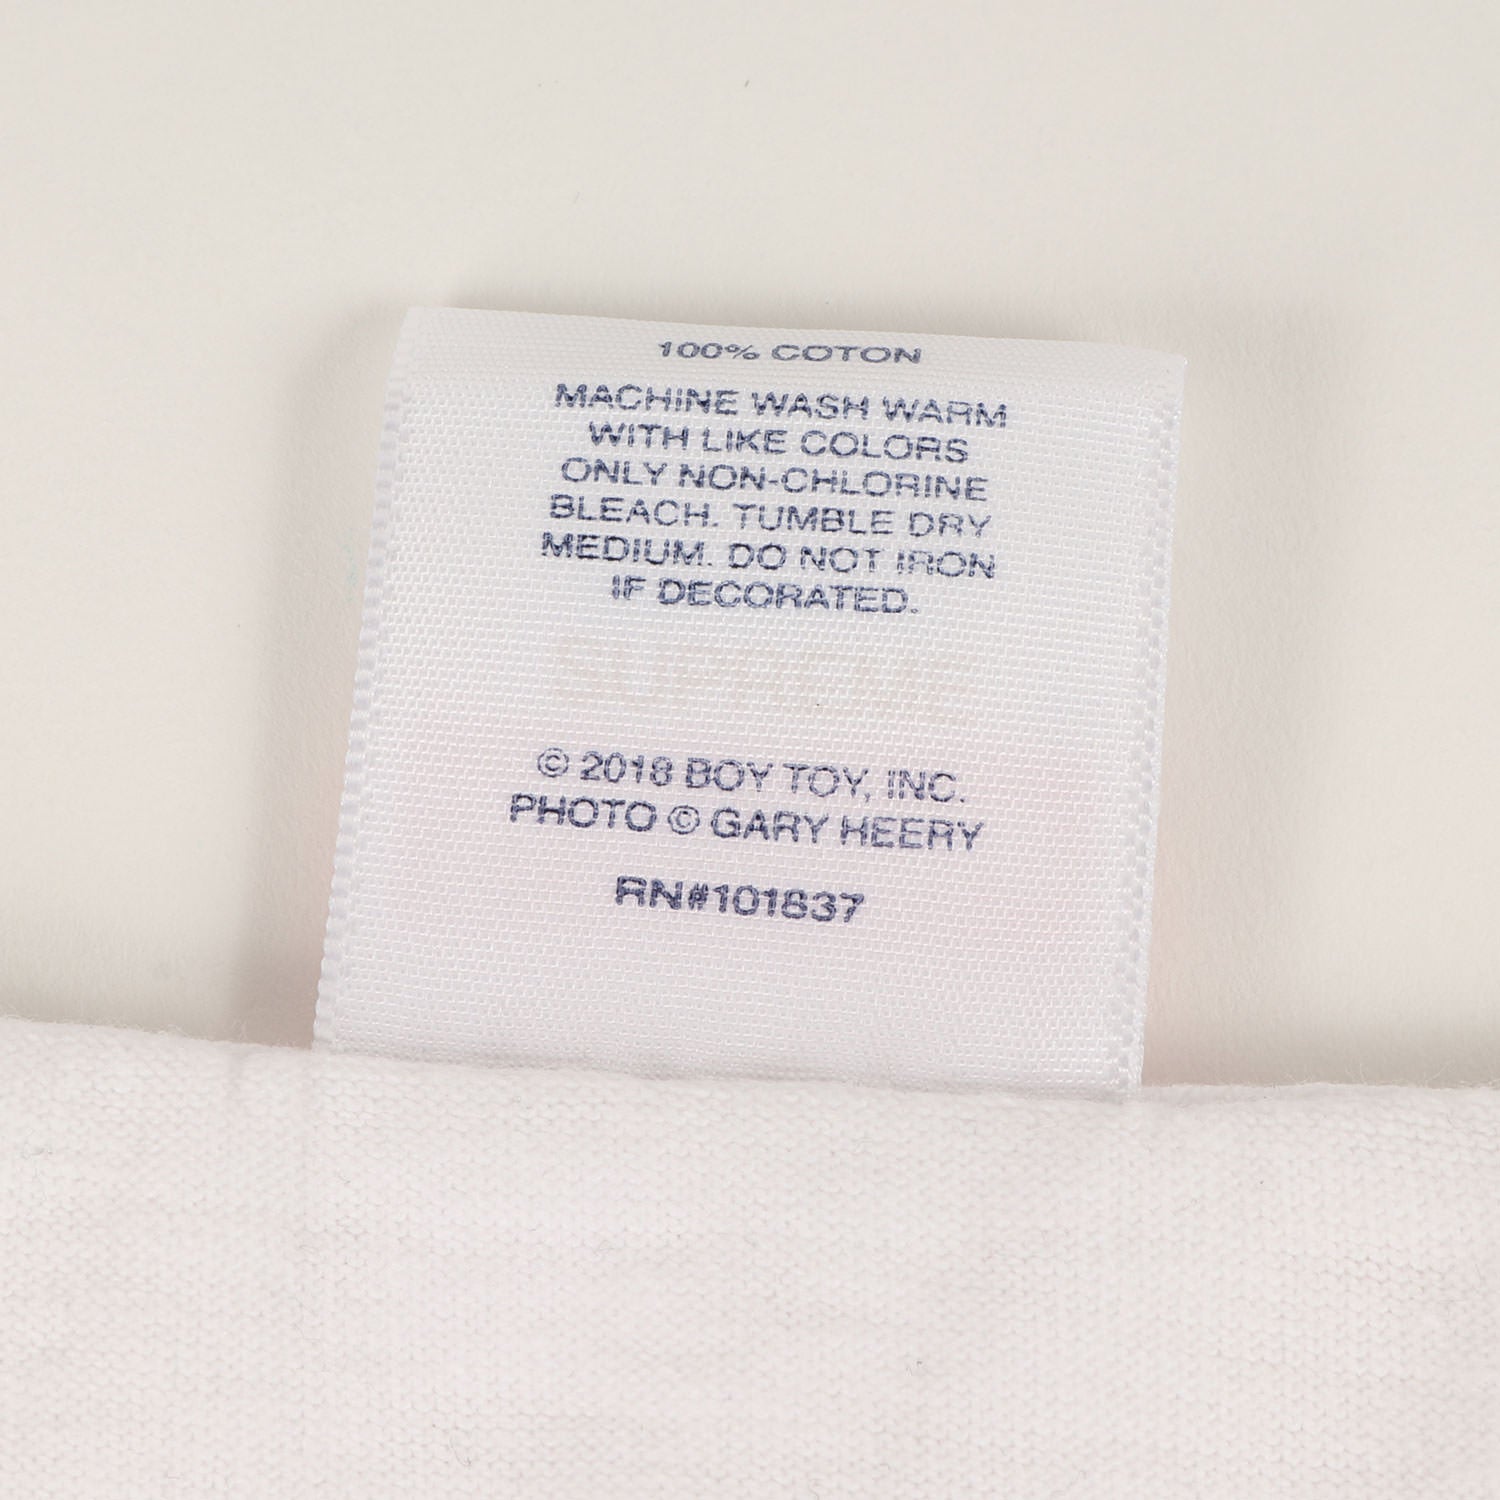 100% COTON
MACHINE WASH WARM
WITH LIKE COLORS
ONLY NON-CHLORINE
BLEACH. TUMBLE DRY
MEDIUM. DO NOT IRON
IF DECORATED.
© 2018 BOY TOY, INC.
PHOTO © GARY HEERY
RN#101837